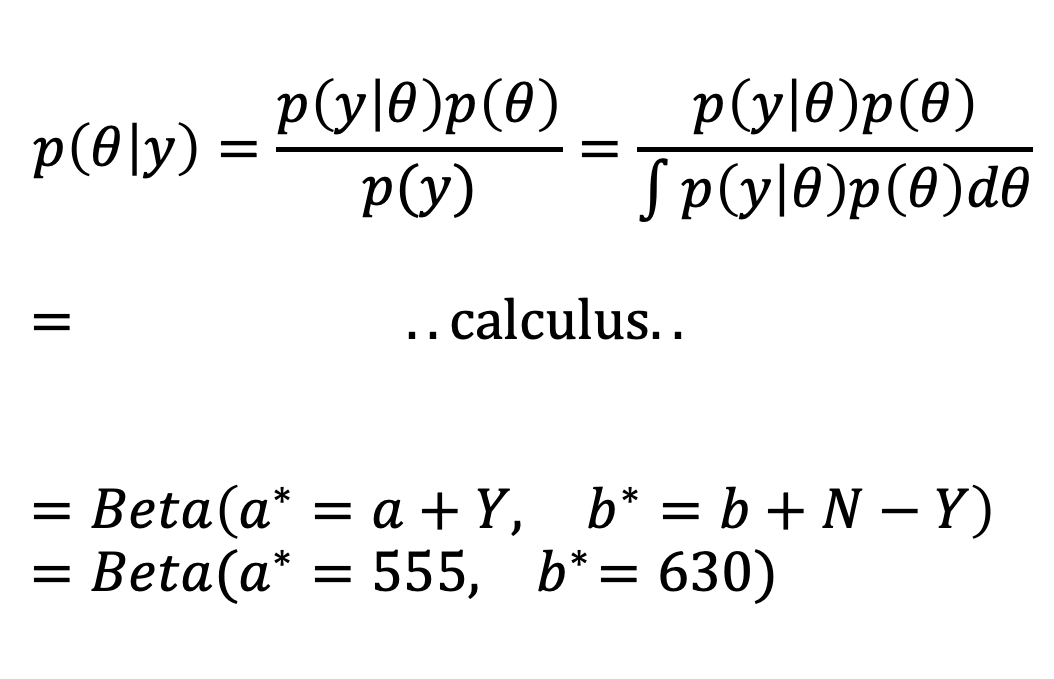 p(θ|y) = p(y|θ)p(θ) / p(y) = p(y|θ)p(θ) / ∫ p(y|θ)p(θ)dθ
= ..calculus..
= Beta(a* = a + Y, b* = b + N − Y)
= Beta(a* = 555, b* = 630)